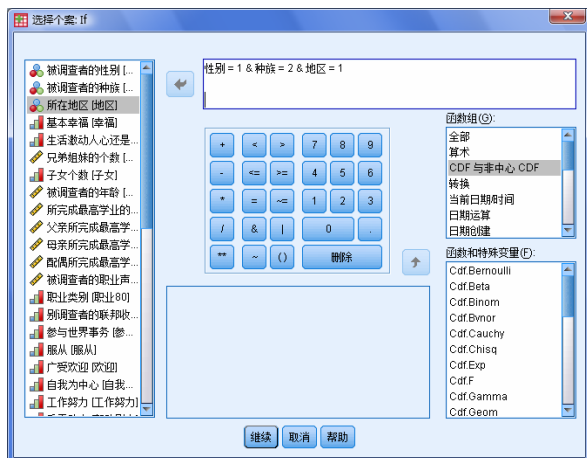 选择个案: If
被调查者的性别 [...
被调查者的种族 [...
所在地区 [地区]
基本幸福 [幸福]
生活激动人心还是...
兄弟姐妹的个数 [...
子女个数 [子女]
被调查者的年龄 [...
所完成最高学业的...
父亲所完成最高学...
母亲所完成最高学...
配偶所完成最高学...
被调查者的职业声...
职业类别 [职业80]
别调查者的联邦收...
参与世界事务 [参...
服从 [服从]
广受欢迎 [欢迎]
自我为中心 [自我...
工作努力 [工作努力]
性别 = 1 & 种族 = 2 & 地区 = 1
+ < > 7 8 9
- <= >= 4 5 6
* = ~= 1 2 3
/ & | 0 .
** ~ () 删除
函数组(G):
全部
算术
CDF 与非中心 CDF
转换
当前日期/时间
日期运算
日期创建
函数和特殊变量(F):
Cdf.Bernoulli
Cdf.Beta
Cdf.Binom
Cdf.Bvnor
Cdf.Cauchy
Cdf.Chisq
Cdf.Exp
Cdf.F
Cdf.Gamma
Cdf.Geom
继续 取消 帮助